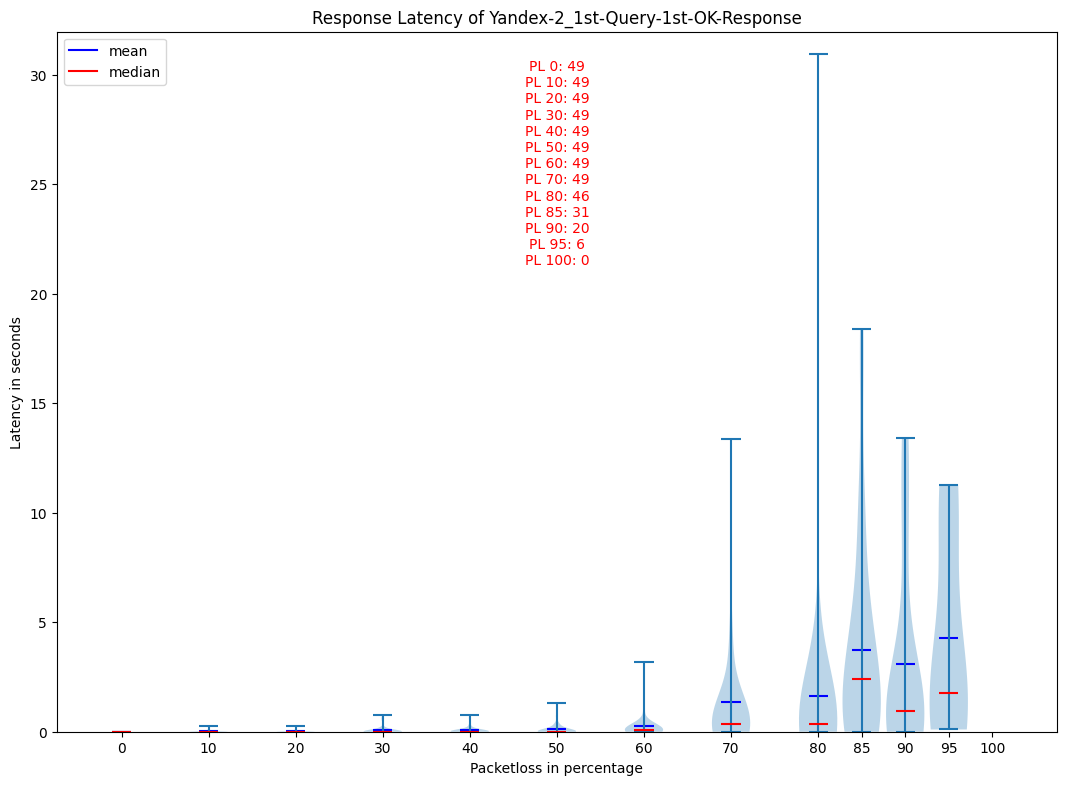 Response Latency of Yandex-2_1st-Query-1st-OK-Response
mean
median
PL 0: 49
PL 10: 49
PL 20: 49
PL 30: 49
PL 40: 49
PL 50: 49
PL 60: 49
PL 70: 49
PL 80: 46
PL 85: 31
PL 90: 20
PL 95: 6
PL 100: 0
Latency in seconds
30
25
20
15
10
5
0
0 10 20 30 40 50 60 70 80 85 90 95 100
Packetloss in percentage